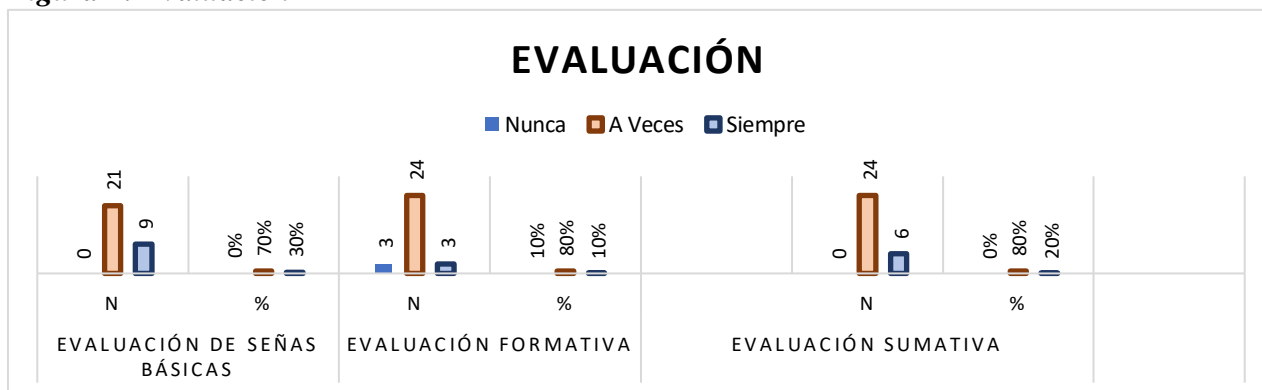 EVALUACIÓN
Nunca A Veces Siempre
0 21 9 0% 70% 30% 3 24 3 10% 80% 10% 0 24 6 0% 80% 20%
N % N % N %
EVALUACIÓN DE SEÑAS BÁSICAS EVALUACIÓN FORMATIVA EVALUACIÓN SUMATIVA